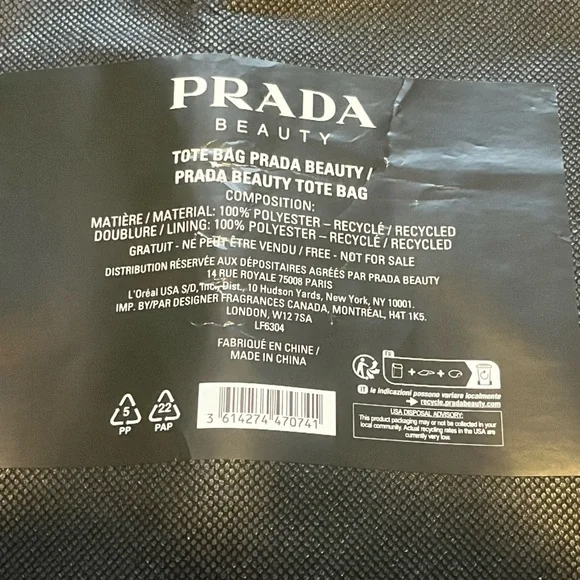 PRADA
BEAUTY
TOTE BAG PRADA BEAUTY /
PRADA BEAUTY TOTE BAG
COMPOSITION:
MATIÈRE / MATERIAL: 100% POLYESTER – RECYCLÉ / RECYCLED
DOUBLURE / LINING: 100% POLYESTER – RECYCLÉ / RECYCLED
GRATUIT - NE PEUT ÊTRE VENDU / FREE - NOT FOR SALE
DISTRIBUTION RÉSERVÉE AUX DÉPOSITAIRES AGRÉÉS PAR PRADA BEAUTY
14 RUE ROYALE 75008 PARIS
L'Oréal USA S/D, Inc., Dist., 10 Hudson Yards, New York, NY 10001.
IMP. BY/PAR DESIGNER FRAGRANCES CANADA, MONTRÉAL, H4T 1K5.
LONDON, W12 7SA
LF6304
FABRIQUÉ EN CHINE /
MADE IN CHINA
5
PP
22
PAP
3 614274 470741
FR
IT le indicazioni possono variare localmente
recycle.pradabeauty.com
USA DISPOSAL ADVISORY:
This product packaging may or may not be collected in your
local community. Actual recycling rates in the USA are
currently very low.